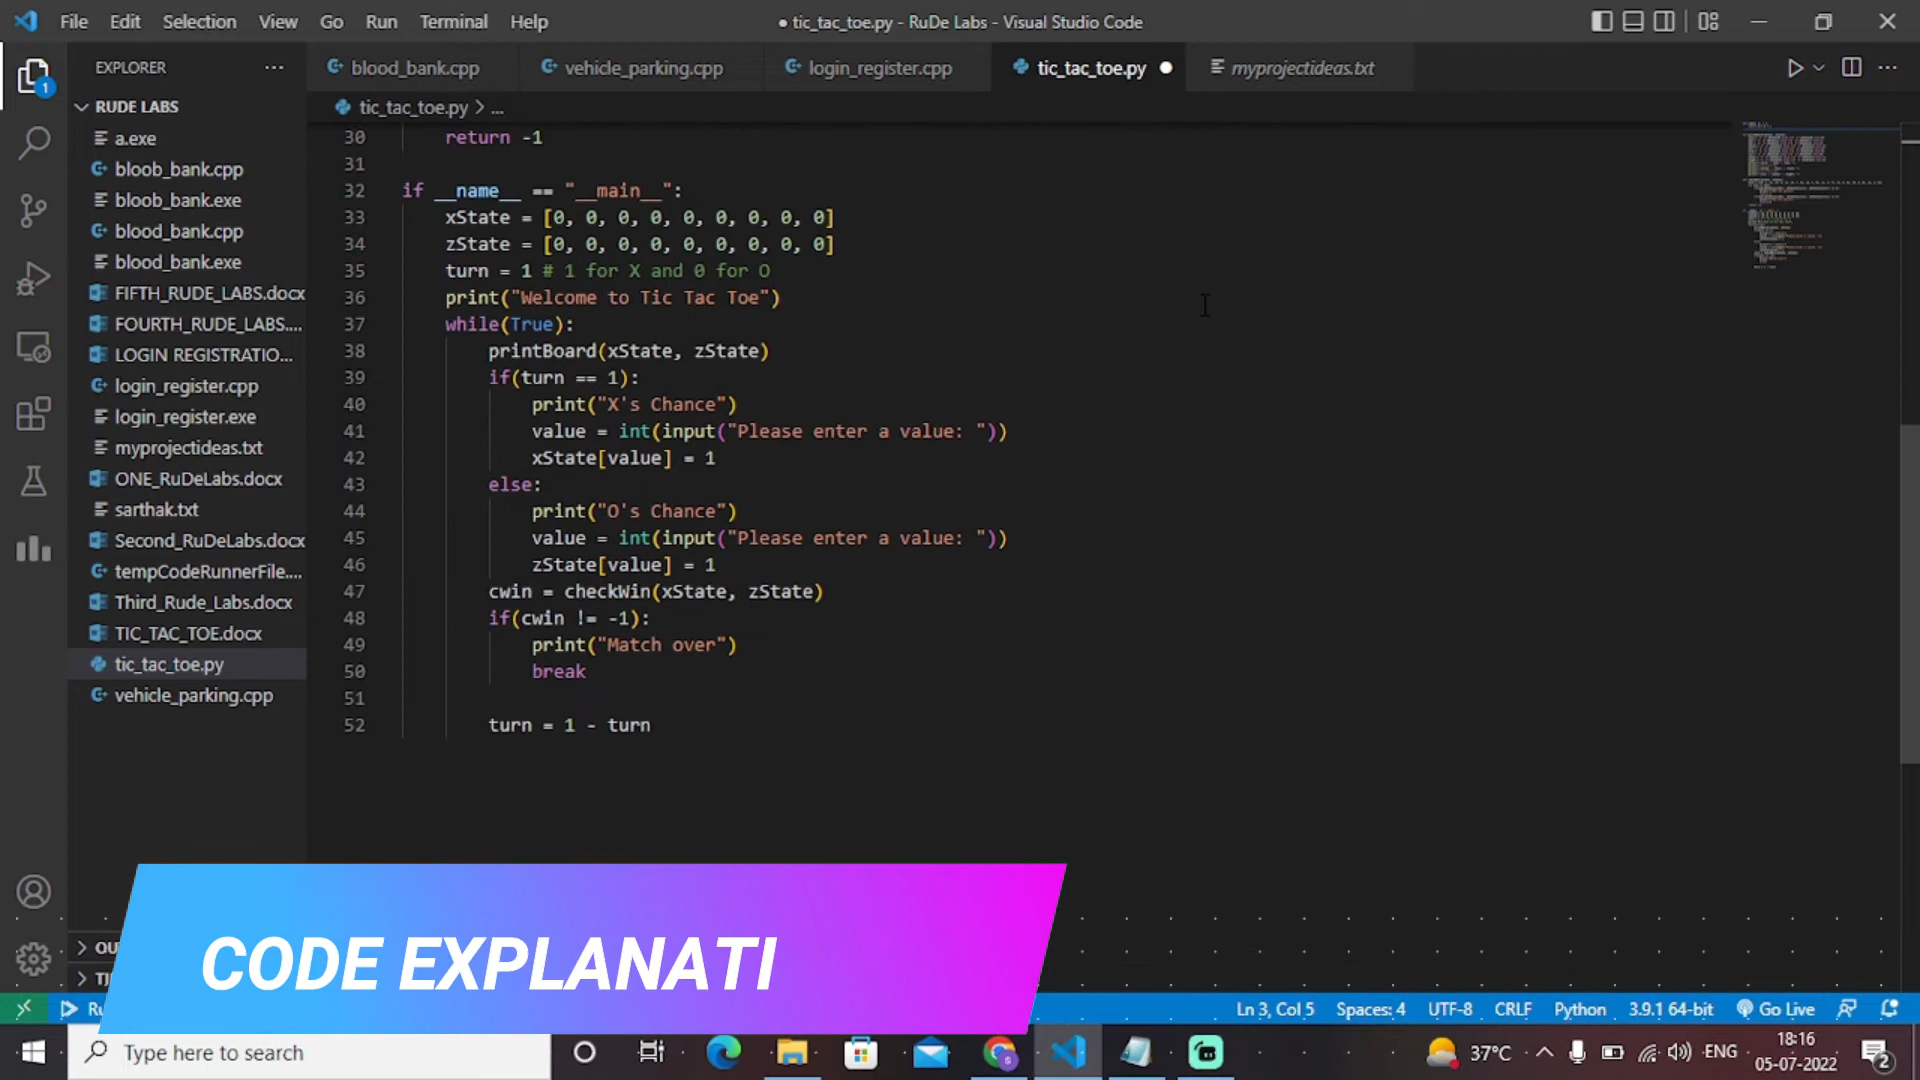 File Edit Selection View Go Run Terminal Help
● tic_tac_toe.py - RuDe Labs - Visual Studio Code
EXPLORER
blood_bank.cpp
vehicle_parking.cpp
login_register.cpp
tic_tac_toe.py
myprojectideas.txt
tic_tac_toe.py > ...
1
RUDE LABS
a.exe
bloob_bank.cpp
bloob_bank.exe
blood_bank.cpp
blood_bank.exe
FIFTH_RUDE_LABS.docx
FOURTH_RUDE_LABS....
LOGIN REGISTRATIO...
login_register.cpp
login_register.exe
myprojectideas.txt
ONE_RuDeLabs.docx
sarthak.txt
Second_RuDeLabs.docx
tempCodeRunnerFile....
Third_Rude_Labs.docx
TIC_TAC_TOE.docx
tic_tac_toe.py
vehicle_parking.cpp
30 return -1
31
32 if __name__ == "__main__":
33 xState = [0, 0, 0, 0, 0, 0, 0, 0, 0]
34 zState = [0, 0, 0, 0, 0, 0, 0, 0, 0]
35 turn = 1 # 1 for X and 0 for O
36 print("Welcome to Tic Tac Toe")
37 while(True):
38 printBoard(xState, zState)
39 if(turn == 1):
40 print("X's Chance")
41 value = int(input("Please enter a value: "))
42 xState[value] = 1
43 else:
44 print("O's Chance")
45 value = int(input("Please enter a value: "))
46 zState[value] = 1
47 cwin = checkWin(xState, zState)
48 if(cwin != -1):
49 print("Match over")
50 break
51
52 turn = 1 - turn
CODE EXPLANATI
Ln 3, Col 5 Spaces: 4 UTF-8 CRLF Python 3.9.1 64-bit Go Live
Type here to search
37°C ENG
18:16
05-07-2022
2